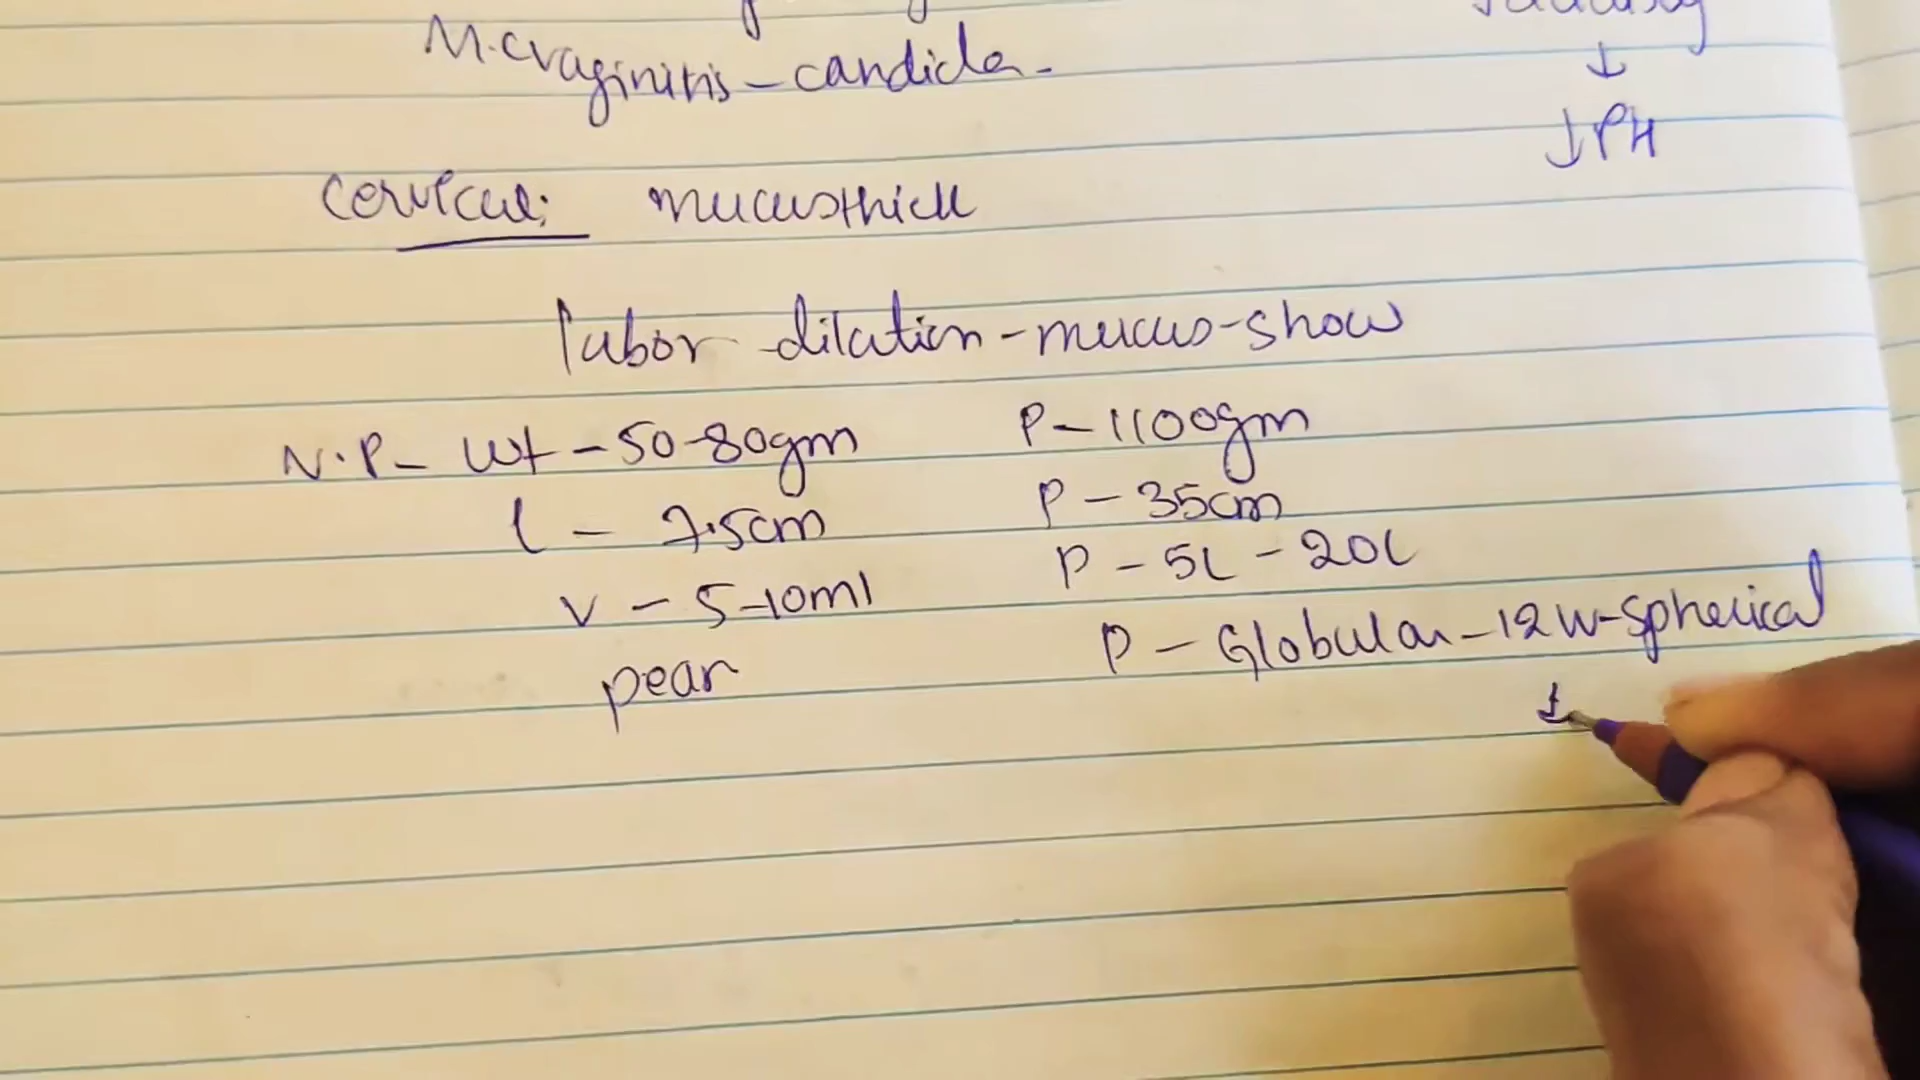 M.C vaginitis - candida -
↓
↓ PH
Cervical: mucus thick
labor - dilation - mucus - show
N.P - Wt - 50-80gm P - 1100gm
l - 7.5cm P - 35cm
V - 5-10ml P - 5L - 20L
pear P - Globular - 12W - Spherical
↓